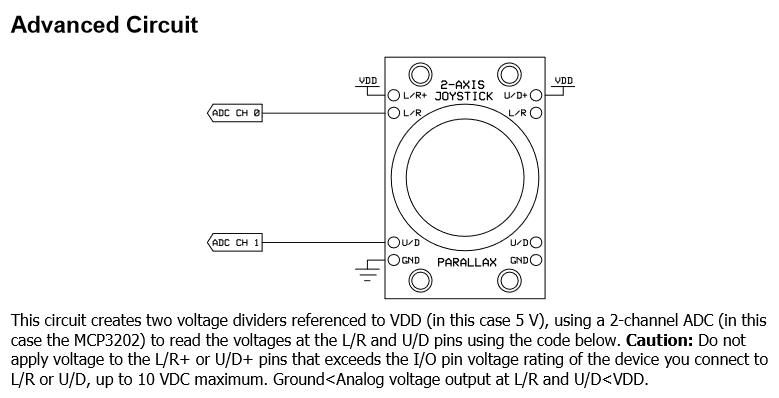 Advanced Circuit
VDD
VDD
2-AXIS
L/R+ JOYSTICK U/D+
ADC CH 0
L/R
L/R
ADC CH 1
U/D
U/D
GND
PARALLAX
GND
This circuit creates two voltage dividers referenced to VDD (in this case 5 V), using a 2-channel ADC (in this
case the MCP3202) to read the voltages at the L/R and U/D pins using the code below. Caution: Do not
apply voltage to the L/R+ or U/D+ pins that exceeds the I/O pin voltage rating of the device you connect to
L/R or U/D, up to 10 VDC maximum. Ground<Analog voltage output at L/R and U/D<VDD.